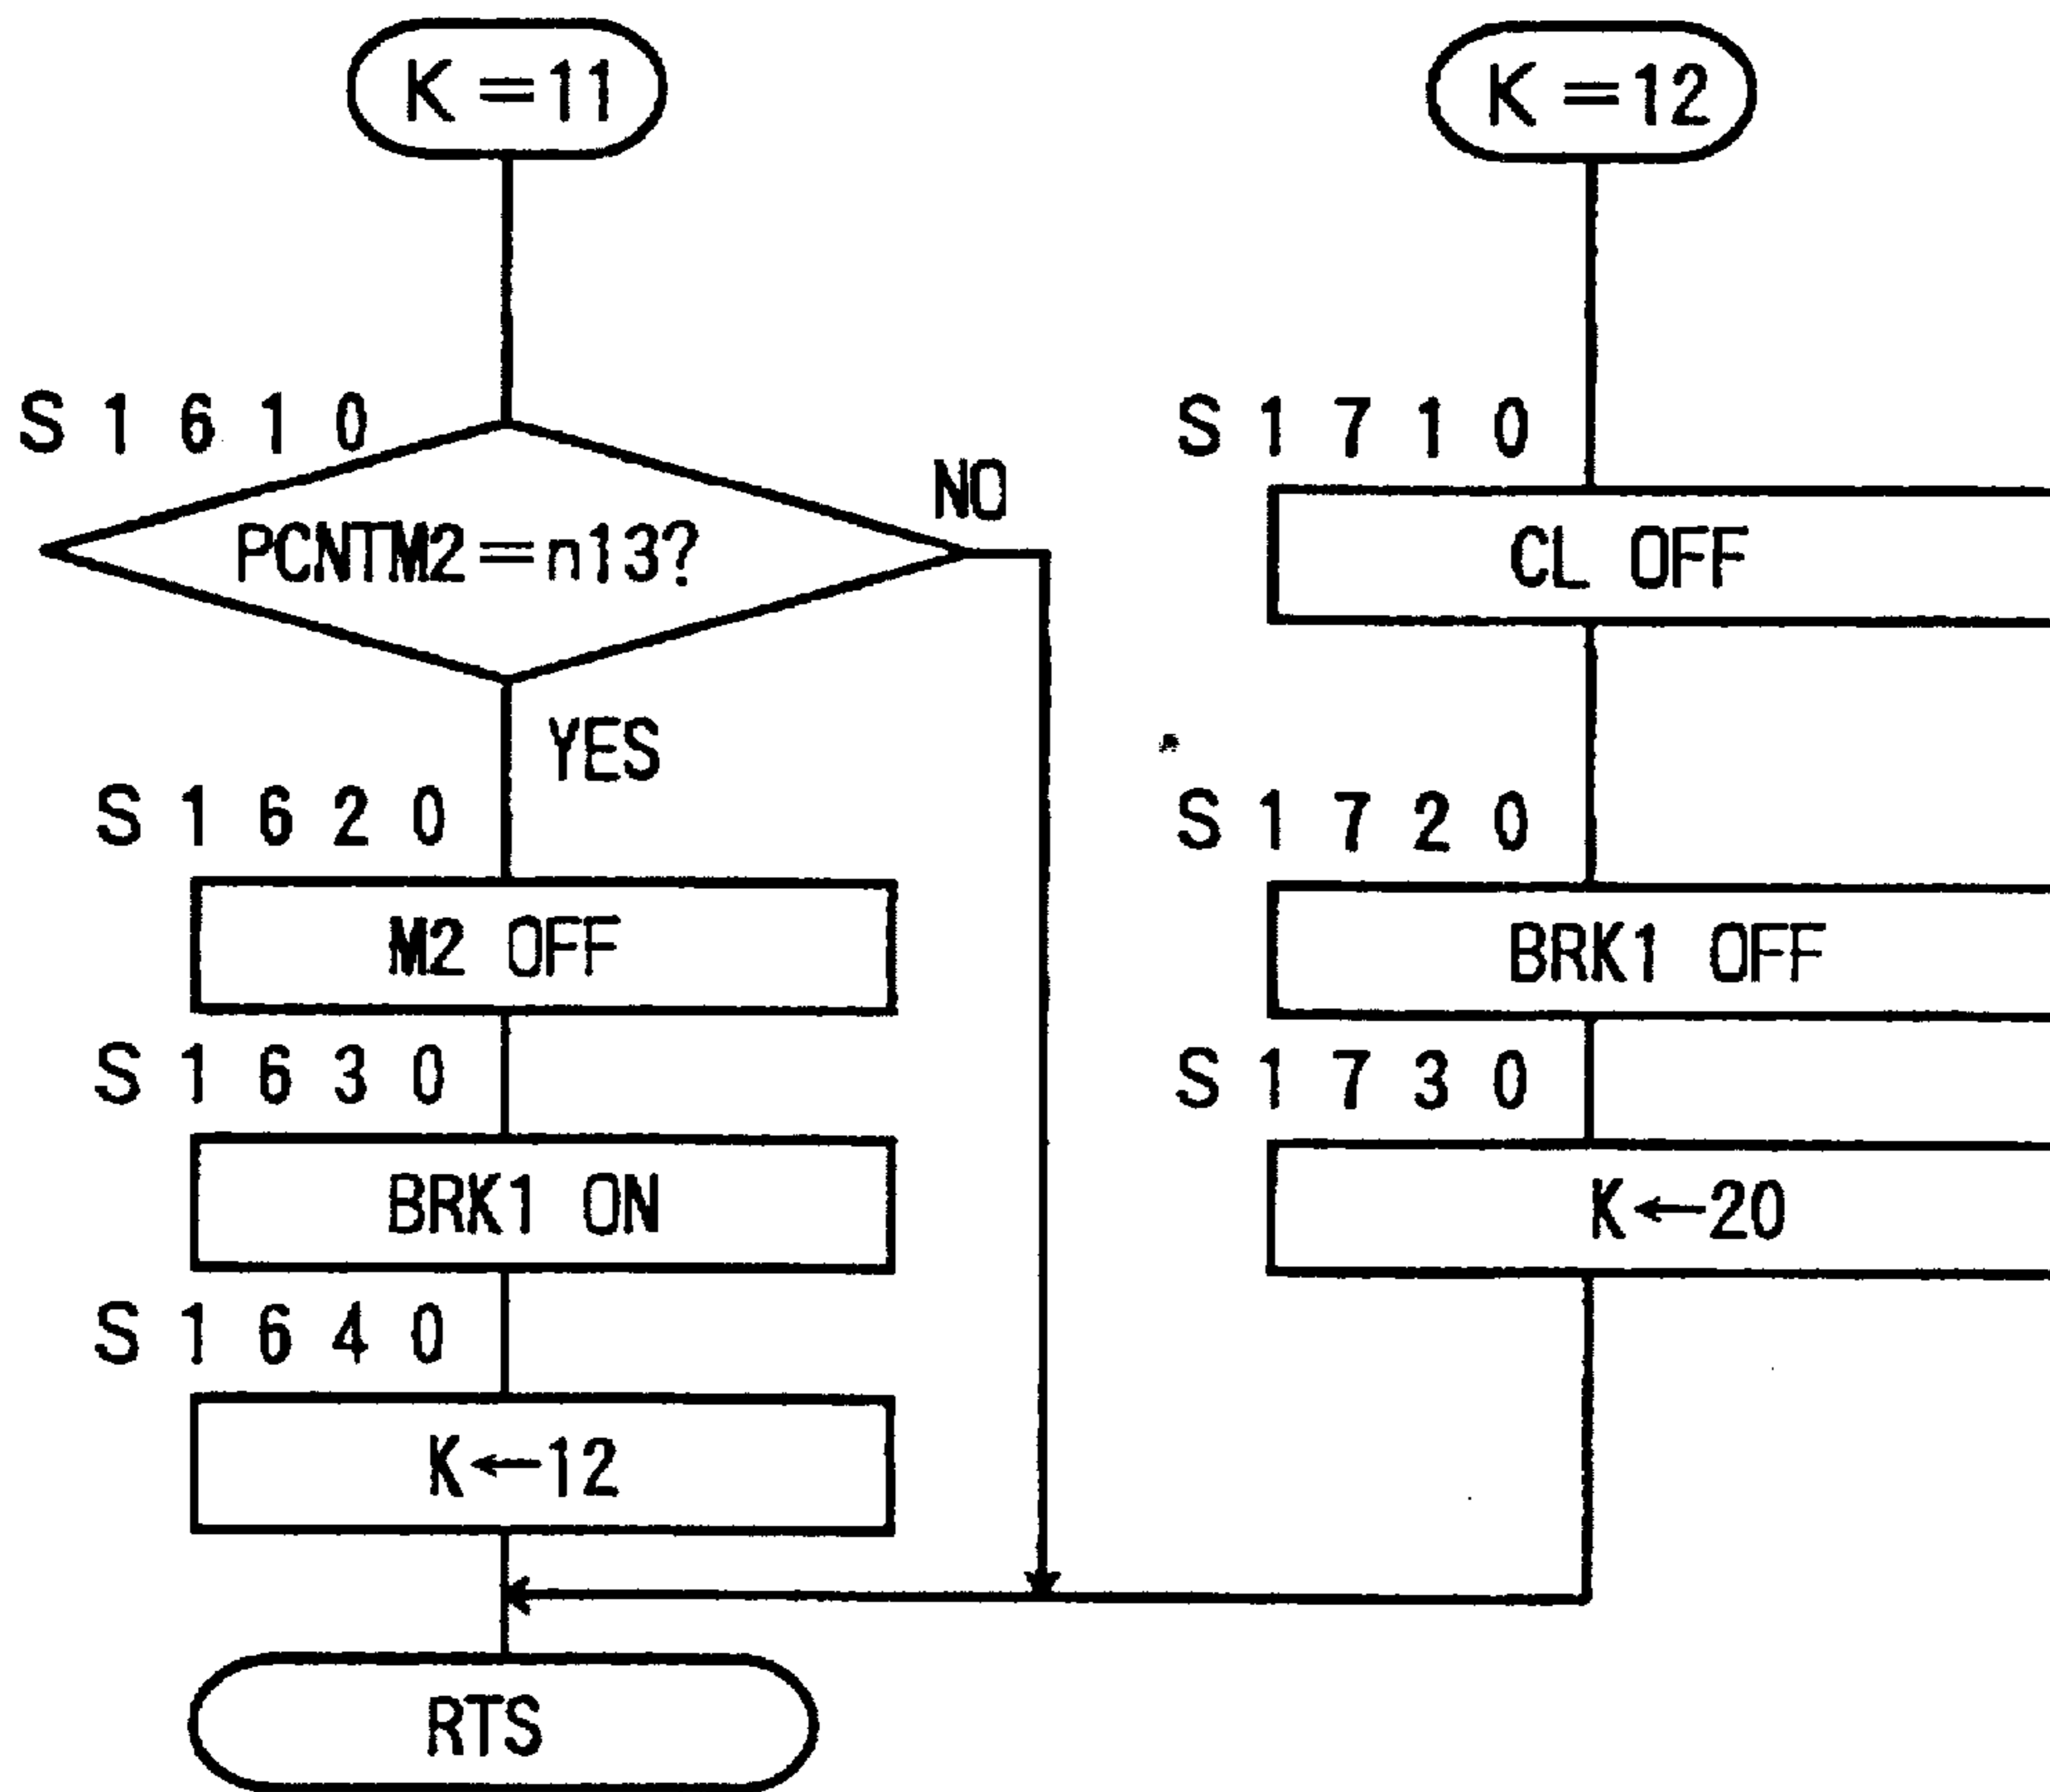 K=11
S1610
PCNTM2=n13?
NO
YES
S1620
M2 OFF
S1630
BRK1 ON
S1640
K←12
RTS
K=12
S1710
CL OFF
S1720
BRK1 OFF
S1730
K←20